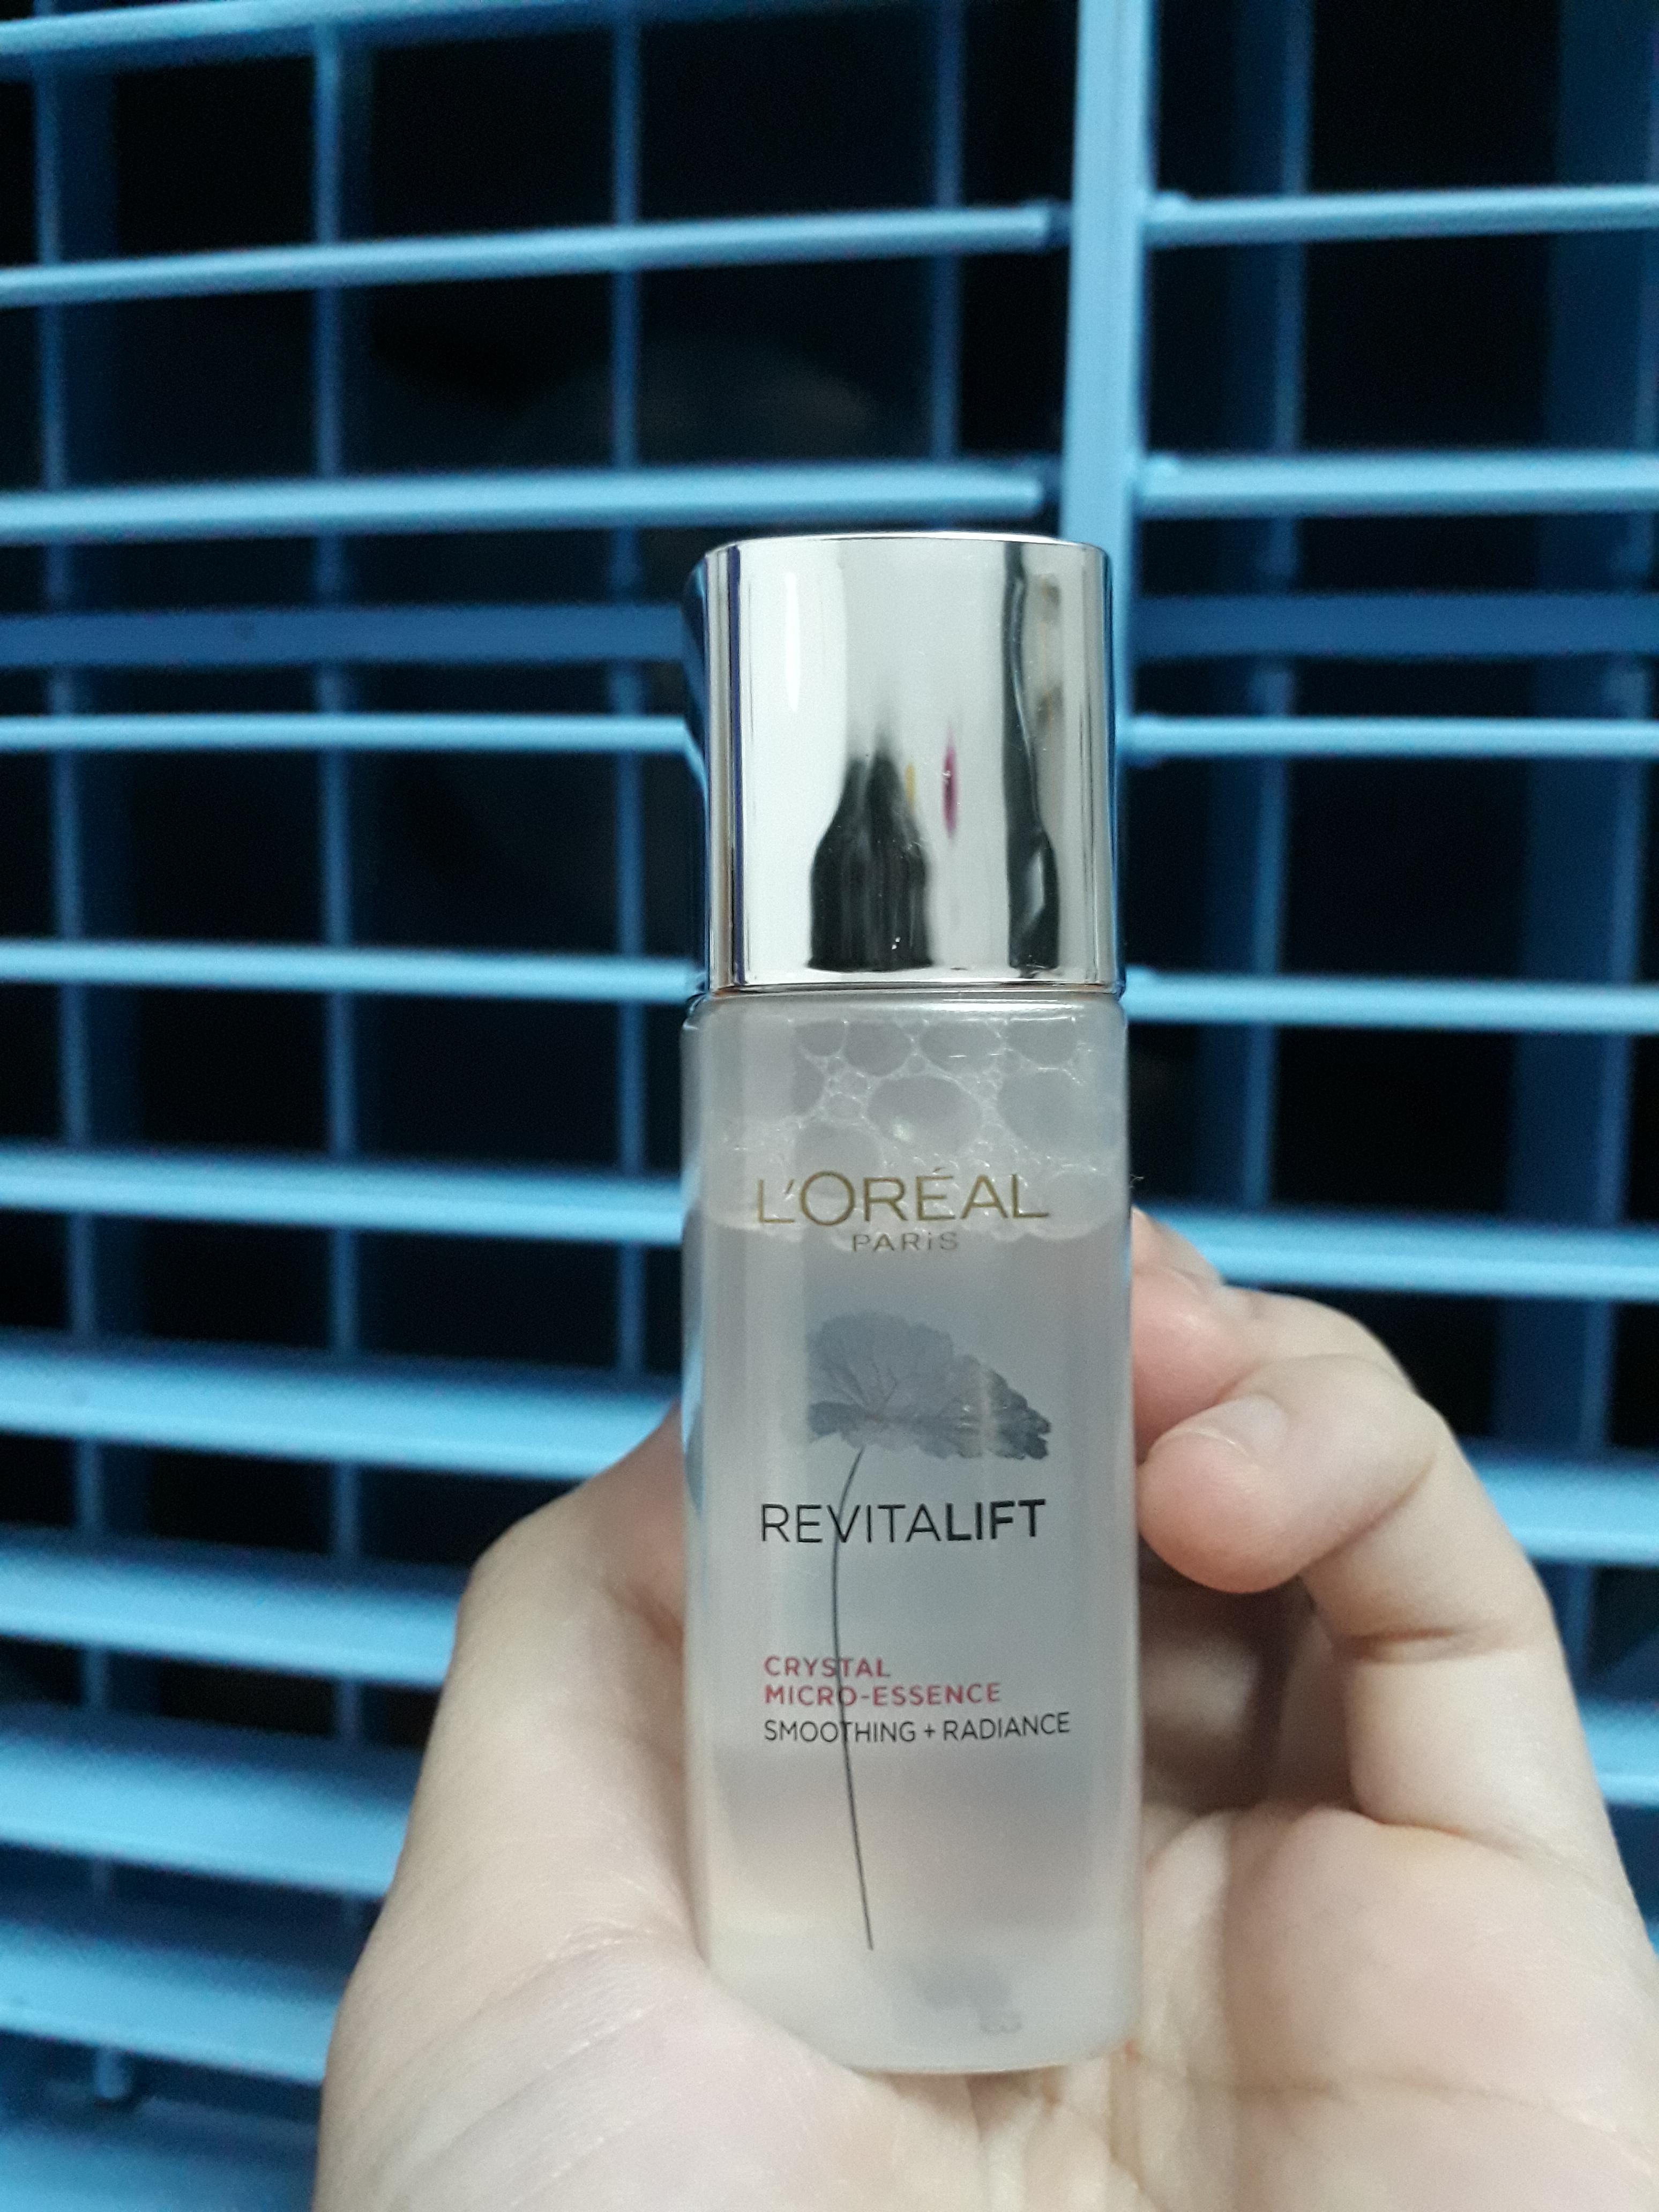 L'ORÉAL
PARiS
REVITALIFT
CRYSTAL
MICRO-ESSENCE
SMOOTHING + RADIANCE